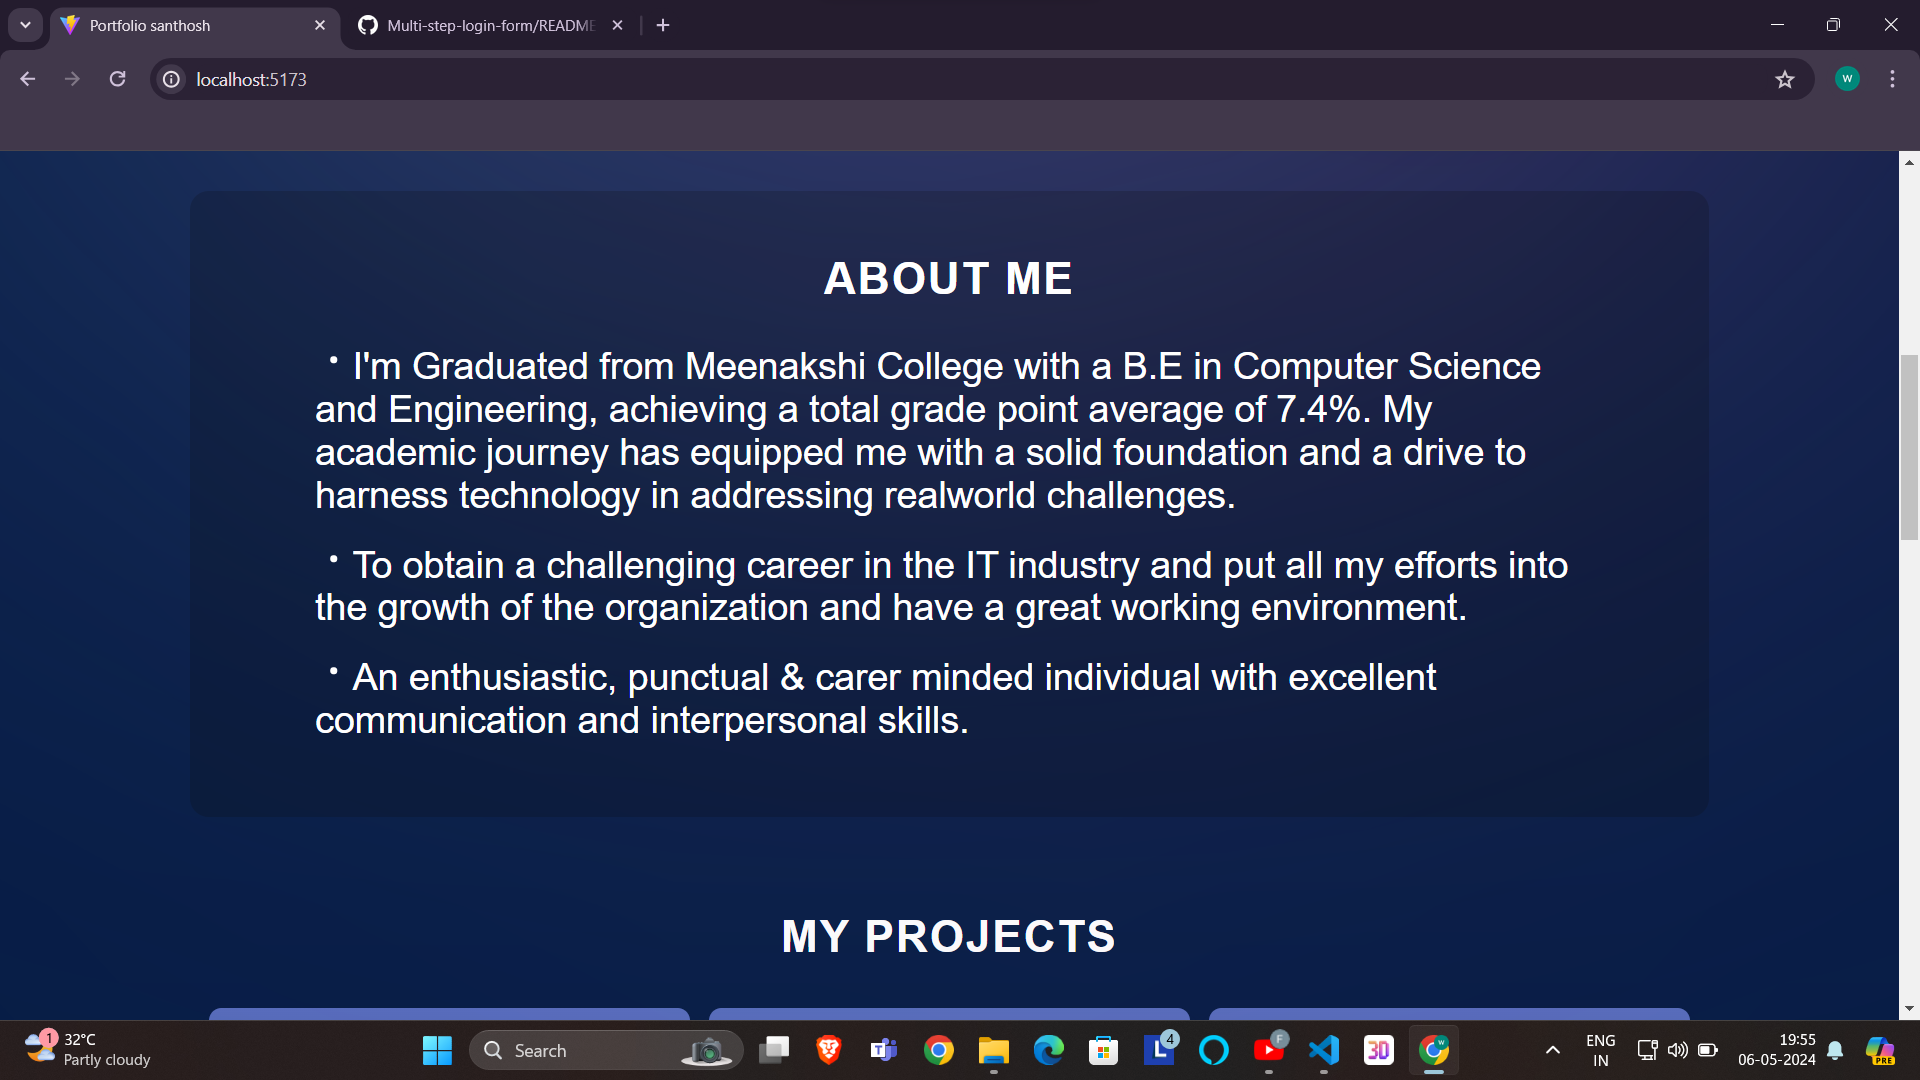 Portfolio santhosh
Multi-step-login-form/README
localhost:5173
W
ABOUT ME
· I'm Graduated from Meenakshi College with a B.E in Computer Science
and Engineering, achieving a total grade point average of 7.4%. My
academic journey has equipped me with a solid foundation and a drive to
harness technology in addressing realworld challenges.
· To obtain a challenging career in the IT industry and put all my efforts into
the growth of the organization and have a great working environment.
· An enthusiastic, punctual & carer minded individual with excellent
communication and interpersonal skills.
MY PROJECTS
1
32°C
Partly cloudy
Search
T
L
4
F
3D
W
ENG
IN
19:55
06-05-2024
PRE